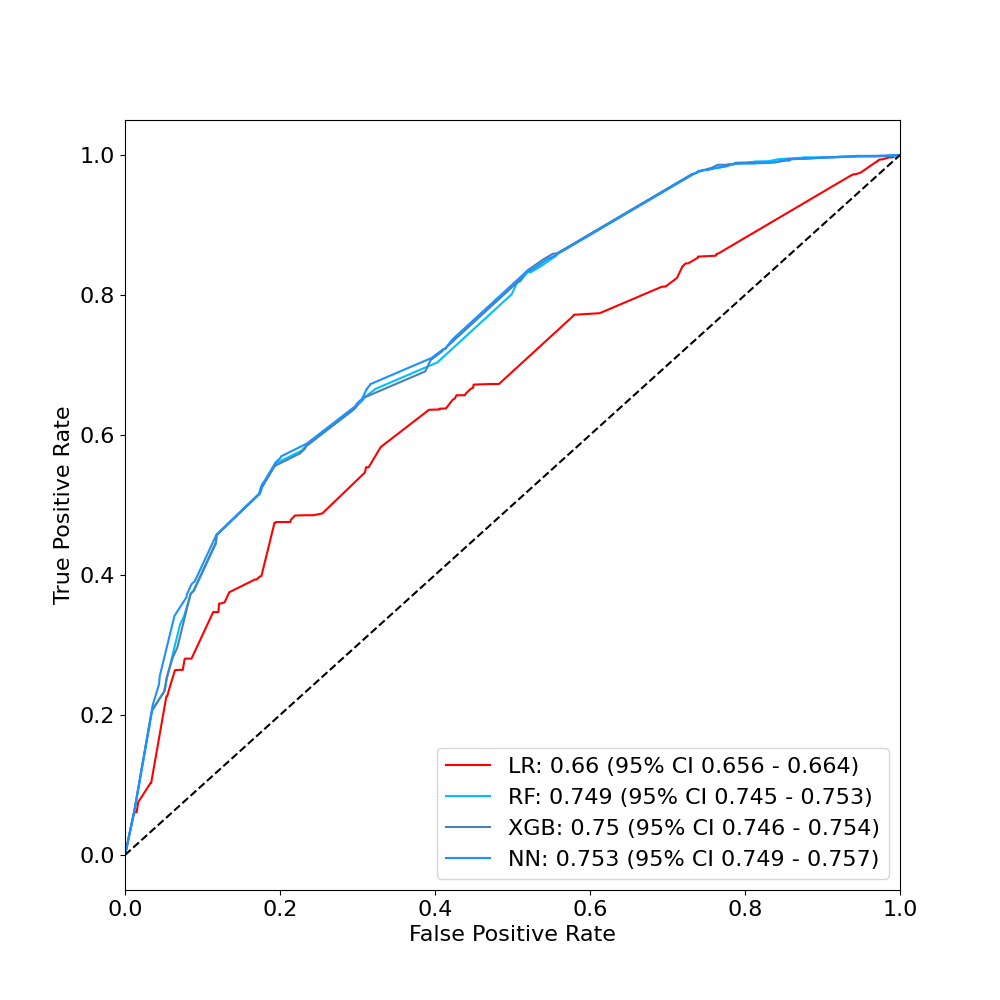 1.0
0.8
0.6
0.4
0.2
0.0
True Positive Rate
LR: 0.66 (95% CI 0.656 - 0.664)
RF: 0.749 (95% CI 0.745 - 0.753)
XGB: 0.75 (95% CI 0.746 - 0.754)
NN: 0.753 (95% CI 0.749 - 0.757)
0.0 0.2 0.4 0.6 0.8 1.0
False Positive Rate